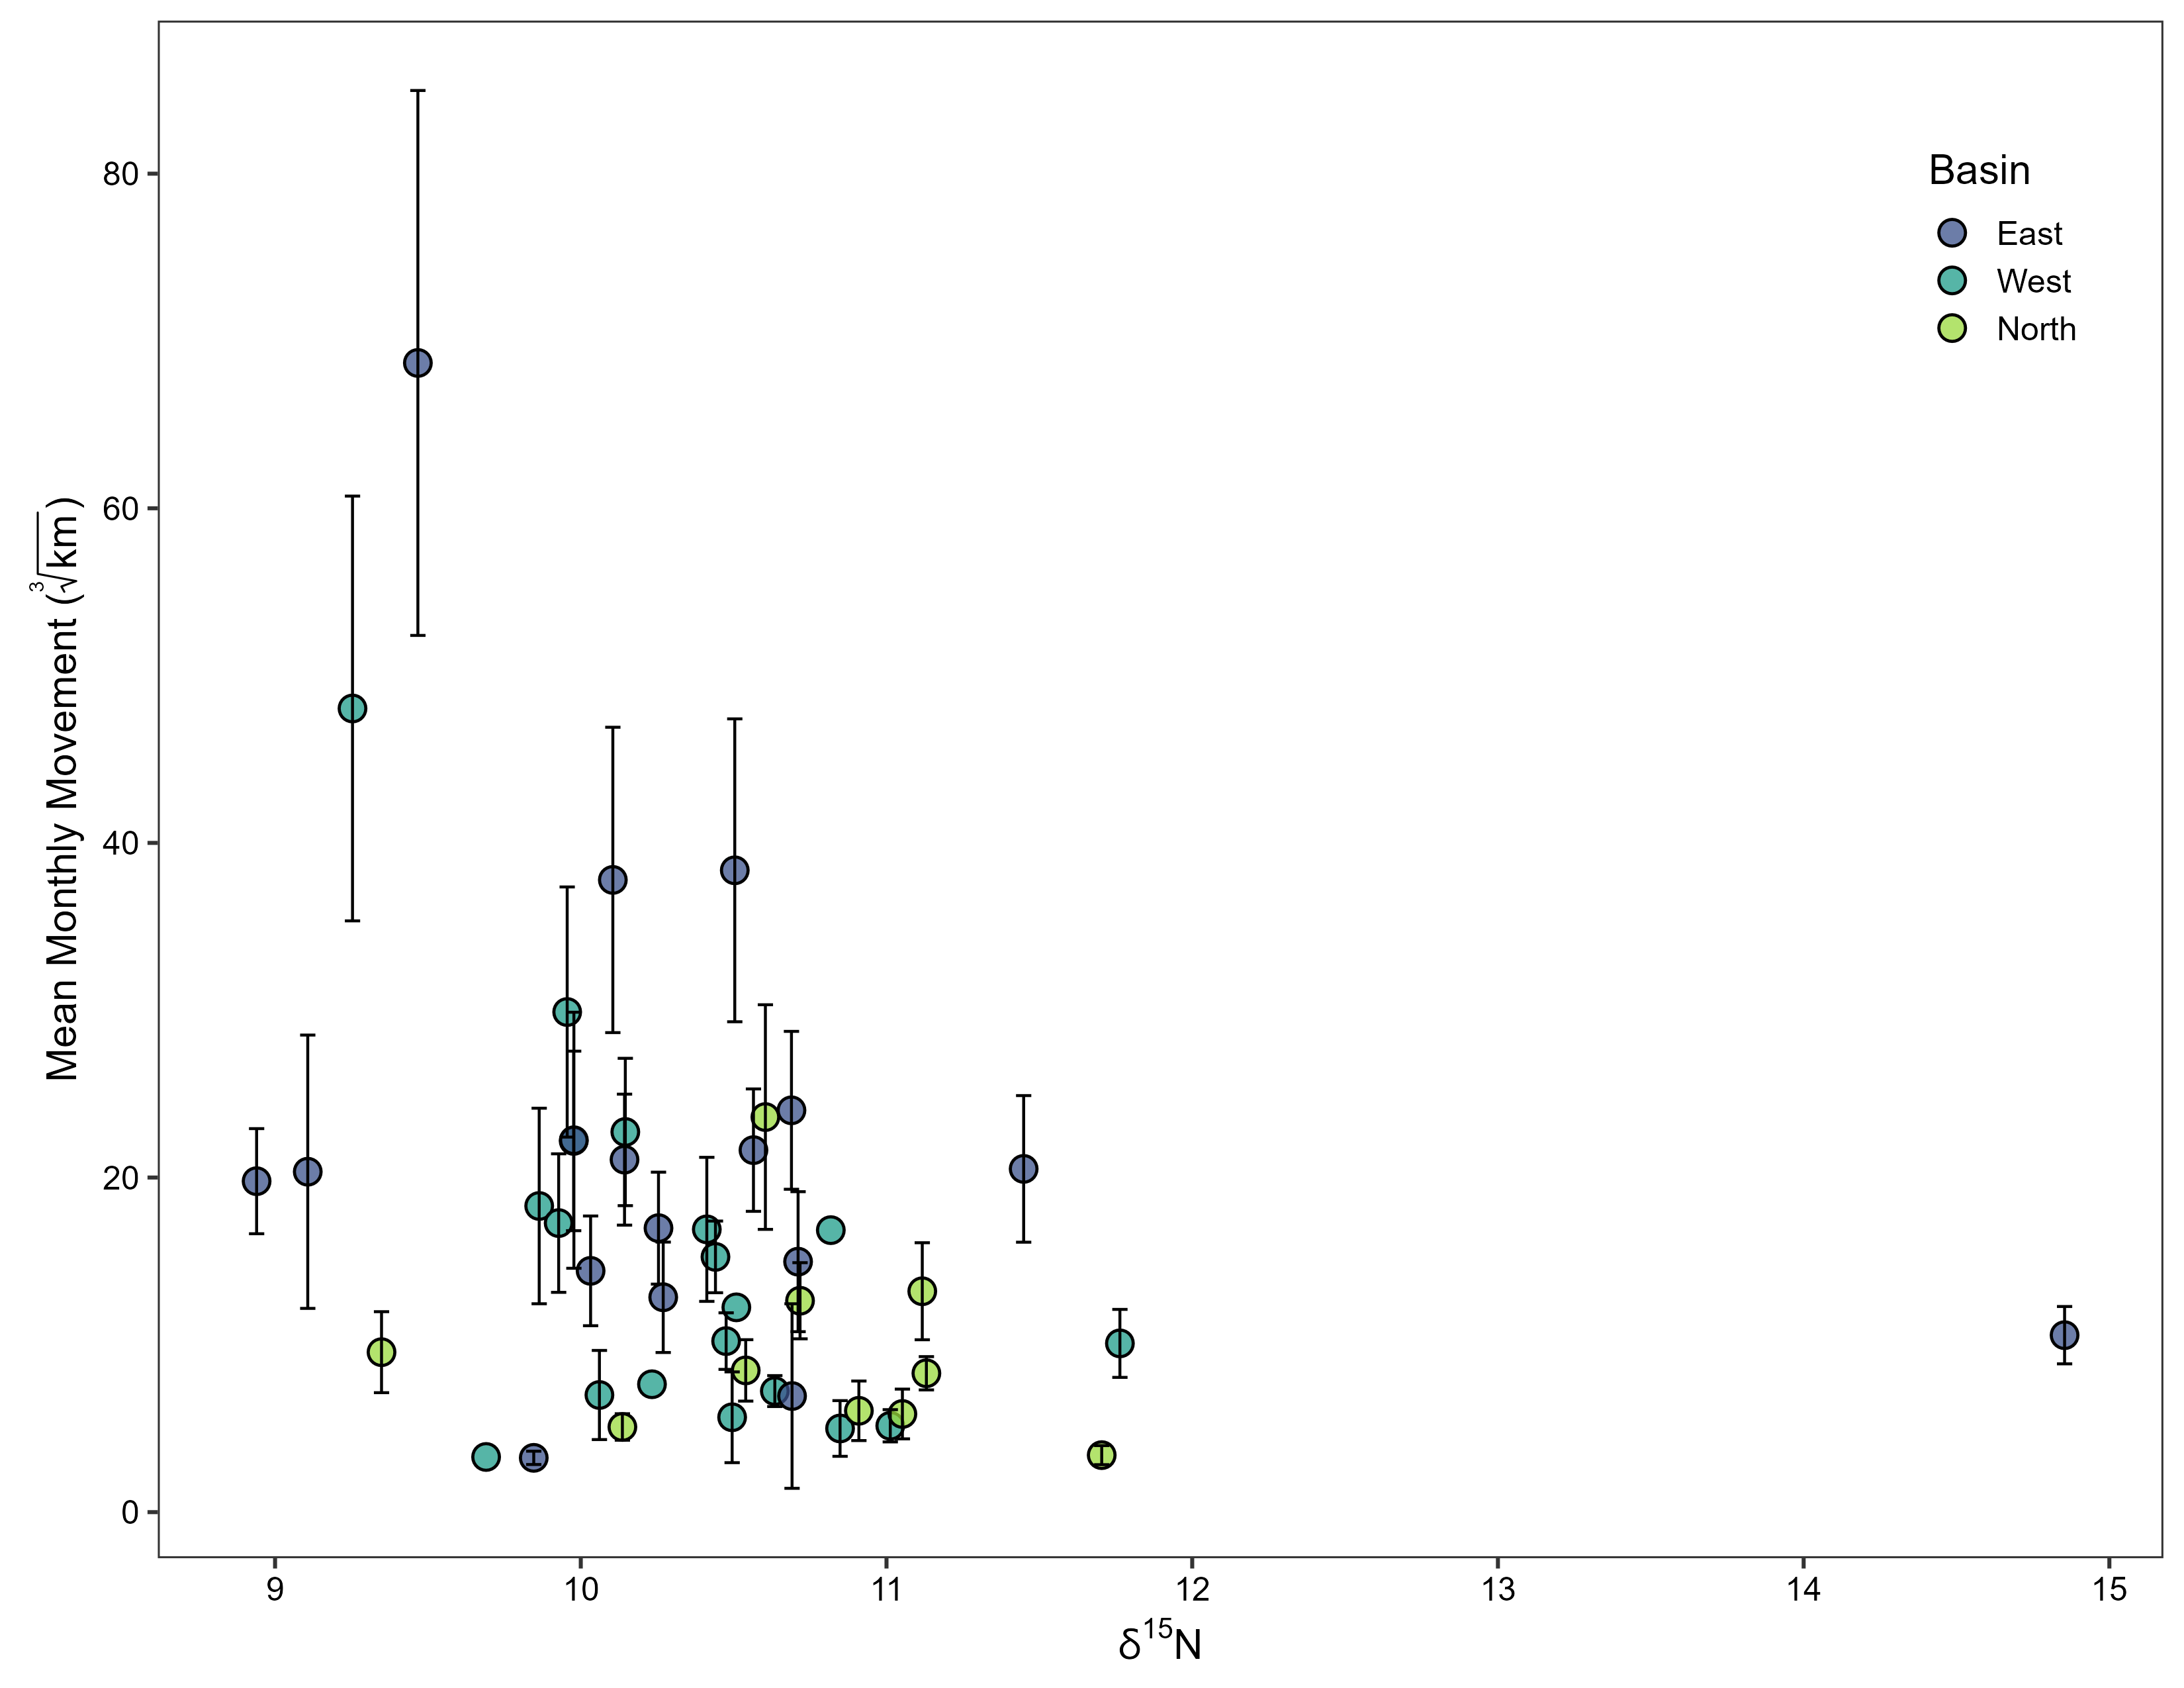 Mean Monthly Movement (∛km)
80
60
40
20
0
Basin
East
West
North
9 10 11 12 13 14 15
δ¹⁵N